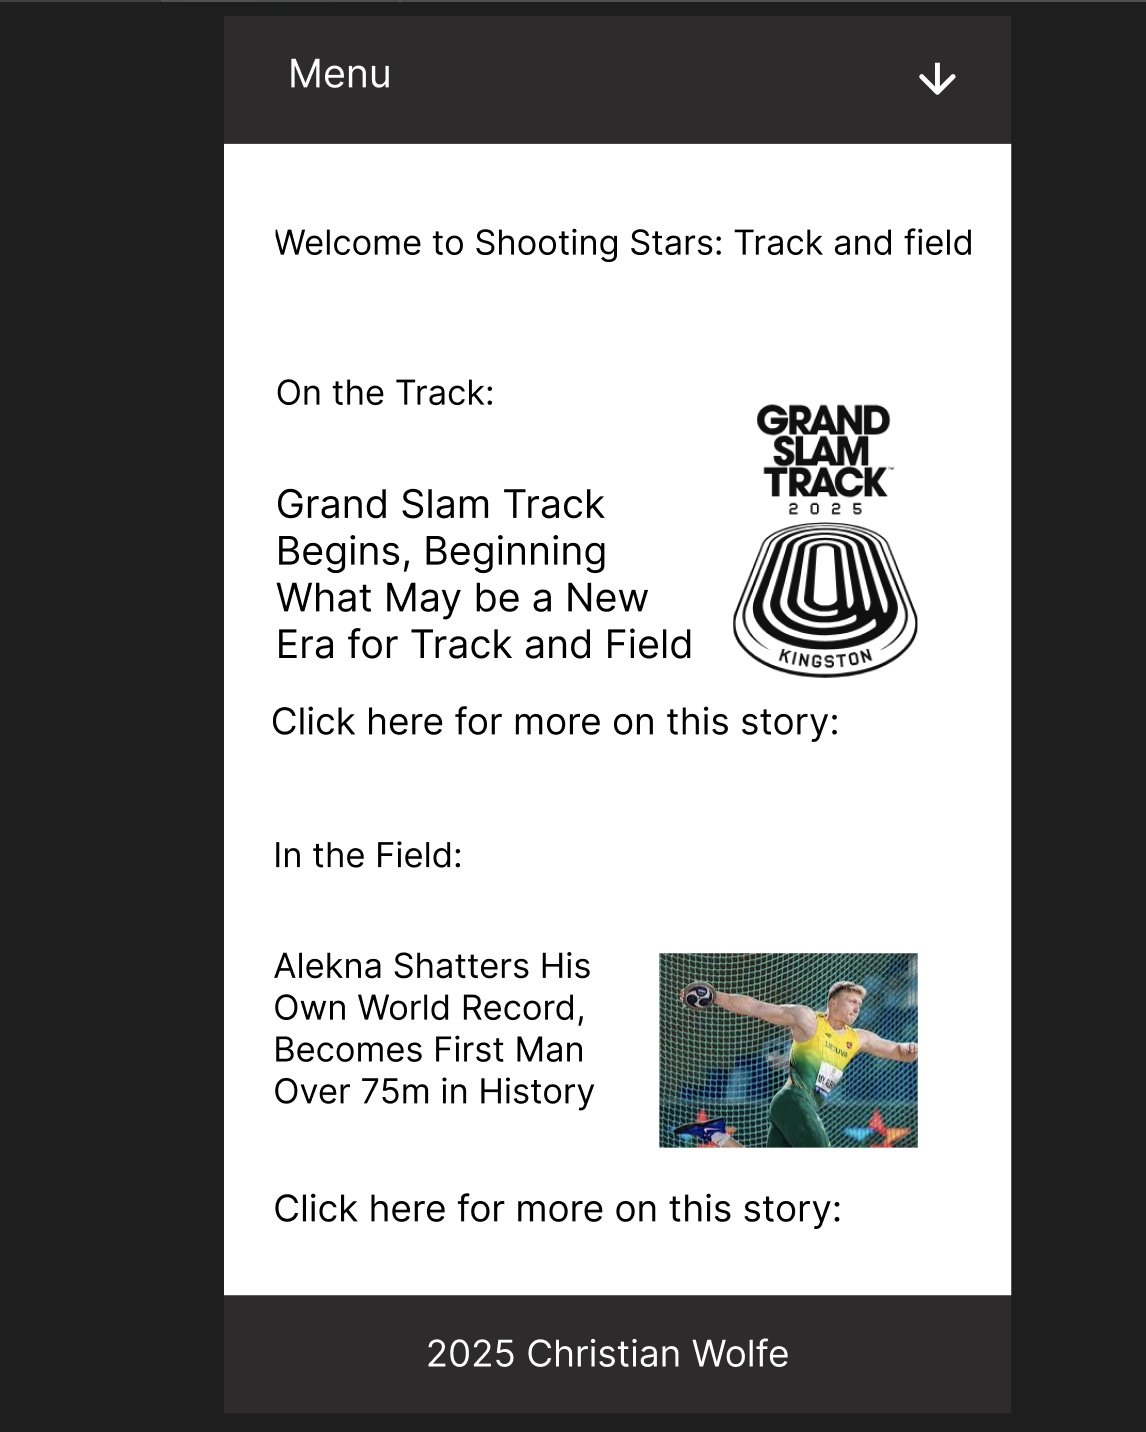 Menu
Welcome to Shooting Stars: Track and field
On the Track:
GRAND
SLAM
TRACK™
2025
KINGSTON
Grand Slam Track
Begins, Beginning
What May be a New
Era for Track and Field
Click here for more on this story:
In the Field:
Alekna Shatters His
Own World Record,
Becomes First Man
Over 75m in History
LIETUVA
Click here for more on this story:
2025 Christian Wolfe